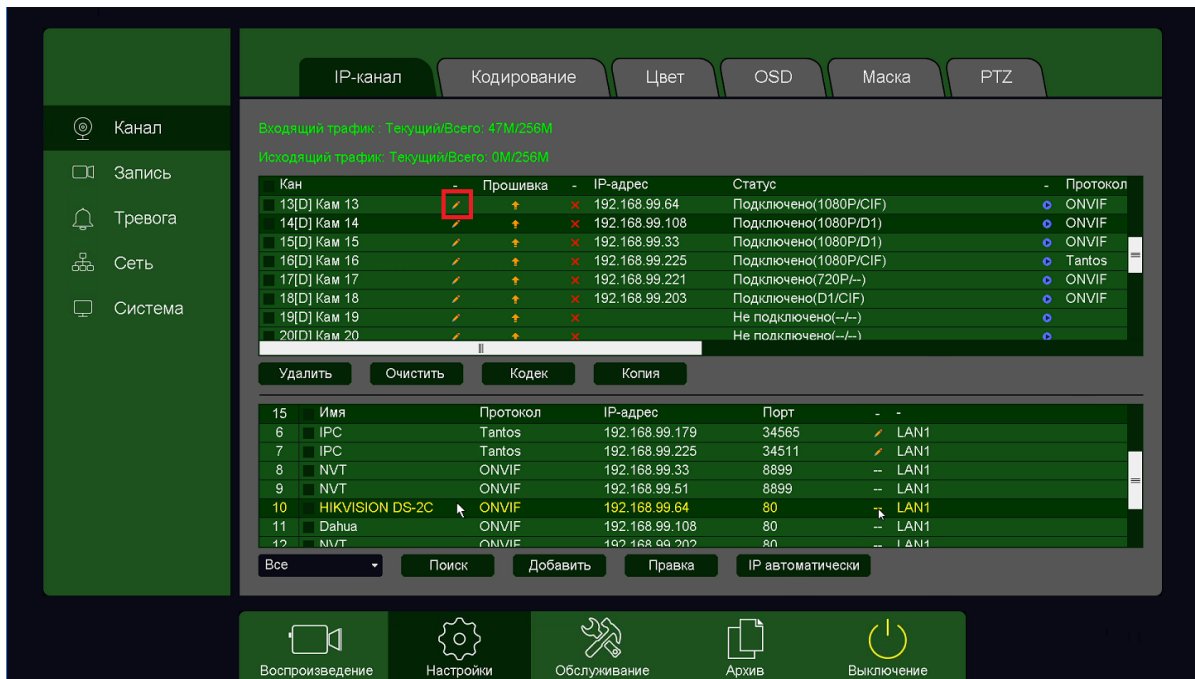 IP-канал Кодирование Цвет OSD Маска PTZ
Канал
Запись
Тревога
Сеть
Система
Входящий трафик : Текущий/Всего: 47M/256M
Исходящий трафик: Текущий/Всего: 0M/256M
Кан - Прошивка - IP-адрес Статус - Протокол
13[D] Кам 13 192.168.99.64 Подключено(1080P/CIF) ONVIF
14[D] Кам 14 192.168.99.108 Подключено(1080P/D1) ONVIF
15[D] Кам 15 192.168.99.33 Подключено(1080P/D1) ONVIF
16[D] Кам 16 192.168.99.225 Подключено(1080P/CIF) Tantos
17[D] Кам 17 192.168.99.221 Подключено(720P/--) ONVIF
18[D] Кам 18 192.168.99.203 Подключено(D1/CIF) ONVIF
19[D] Кам 19 Не подключено(--/--)
20[D] Кам 20 Не подключено(--/--)
Удалить Очистить Кодек Копия
15 Имя Протокол IP-адрес Порт - -
6 IPC Tantos 192.168.99.179 34565 LAN1
7 IPC Tantos 192.168.99.225 34511 LAN1
8 NVT ONVIF 192.168.99.33 8899 -- LAN1
9 NVT ONVIF 192.168.99.51 8899 -- LAN1
10 HIKVISION DS-2C ONVIF 192.168.99.64 80 -- LAN1
11 Dahua ONVIF 192.168.99.108 80 -- LAN1
12 NVT ONVIF 192.168.99.202 80 -- LAN1
Все Поиск Добавить Правка IP автоматически
Воспроизведение Настройки Обслуживание Архив Выключение